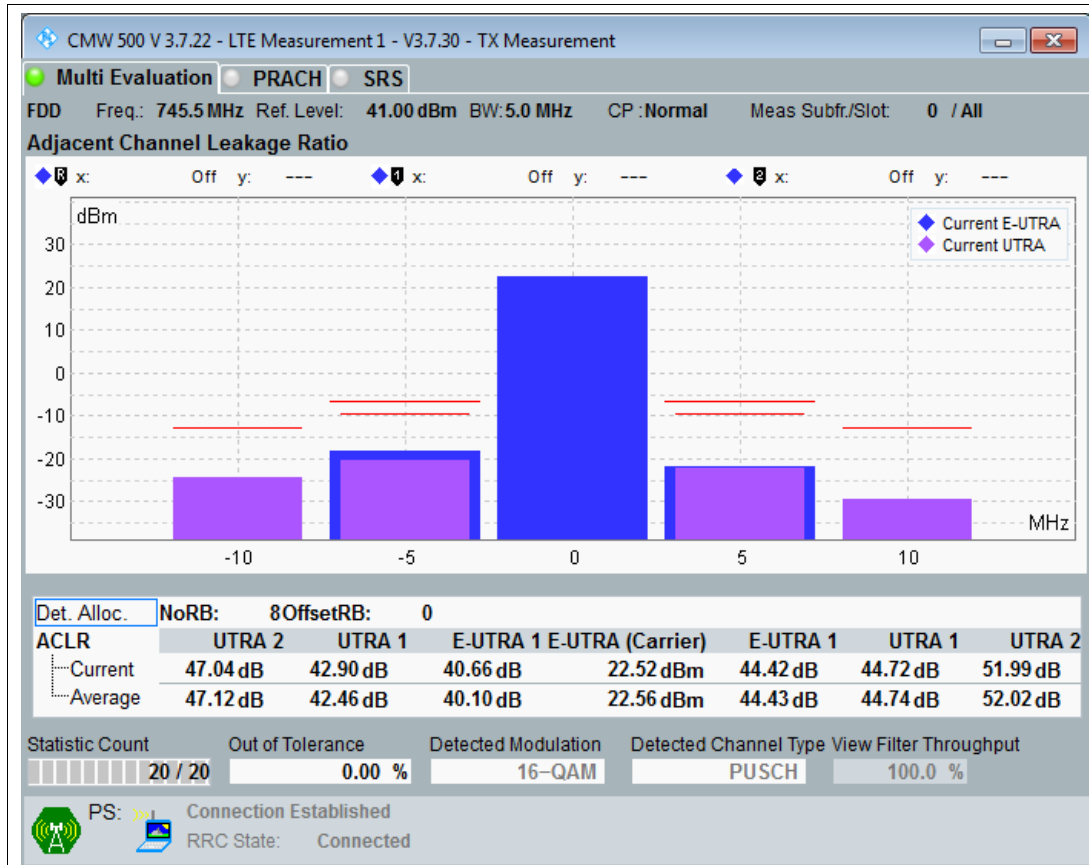 CMW 500 V 3.7.22 - LTE Measurement 1 - V3.7.30 - TX Measurement
Multi Evaluation PRACH SRS
FDD Freq.: 745.5 MHz Ref. Level: 41.00 dBm BW: 5.0 MHz CP : Normal Meas Subfr./Slot: 0 / All
Adjacent Channel Leakage Ratio
R x: Off y: --- 1 x: Off y: --- 2 x: Off y: ---
dBm
Current E-UTRA
Current UTRA
30
20
10
0
-10
-20
-30
MHz
-10 -5 0 5 10
Det. Alloc. NoRB: 8 OffsetRB: 0
ACLR UTRA 2 UTRA 1 E-UTRA 1 E-UTRA (Carrier) E-UTRA 1 UTRA 1 UTRA 2
Current 47.04 dB 42.90 dB 40.66 dB 22.52 dBm 44.42 dB 44.72 dB 51.99 dB
Average 47.12 dB 42.46 dB 40.10 dB 22.56 dBm 44.43 dB 44.74 dB 52.02 dB
Statistic Count Out of Tolerance Detected Modulation Detected Channel Type View Filter Throughput
20 / 20 0.00 % 16-QAM PUSCH 100.0 %
PS: Connection Established
RRC State: Connected